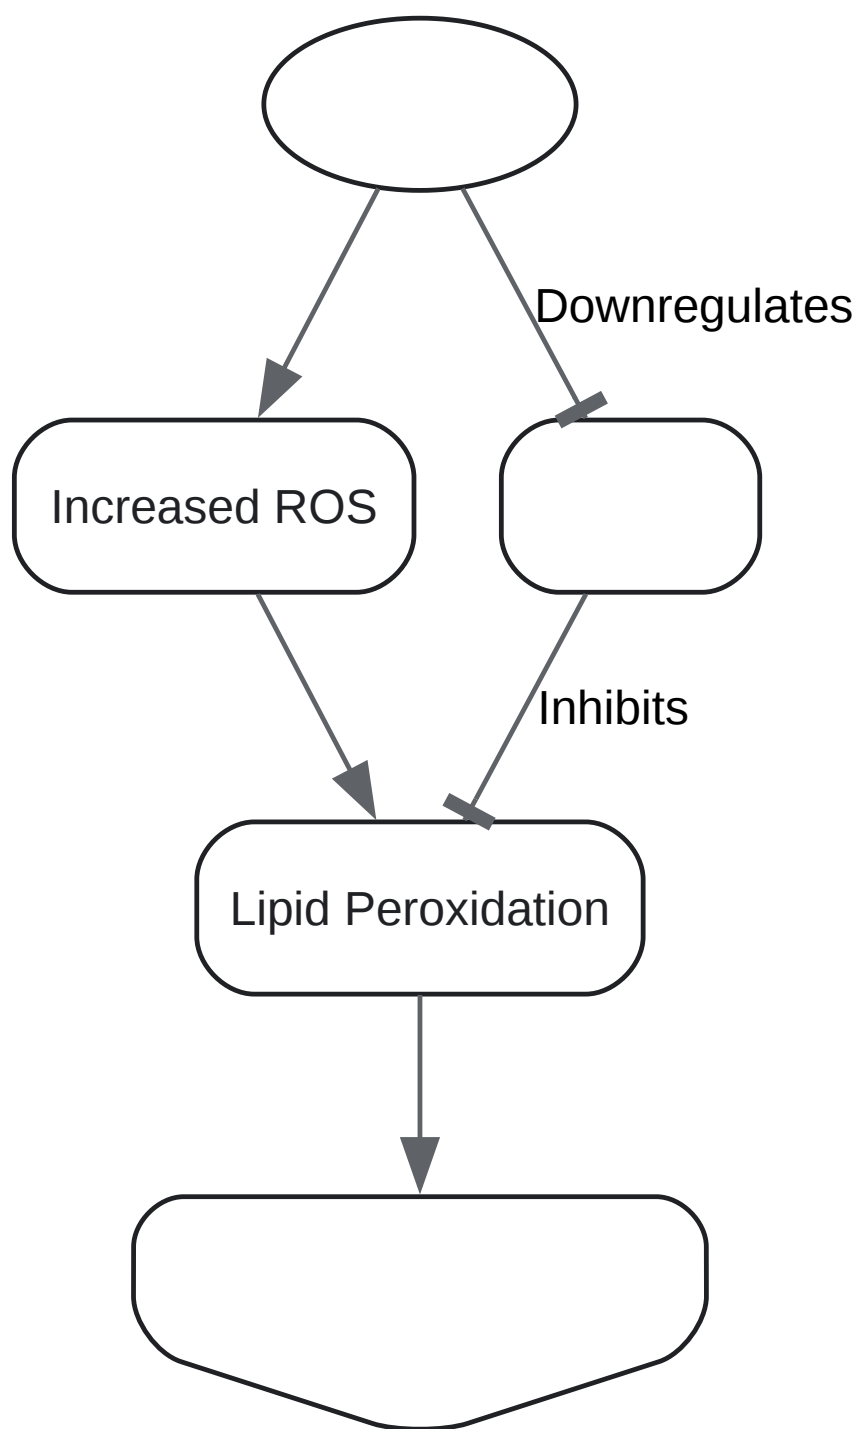 Downregulates
Increased ROS
Inhibits
Lipid Peroxidation